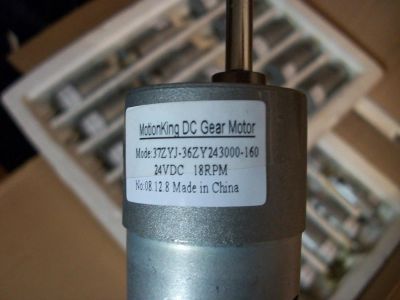 MotionKing DC Gear Motor
Mode:37ZYJ-36ZY243000-160
24VDC 18RPM
No:08.12.8 Made in China